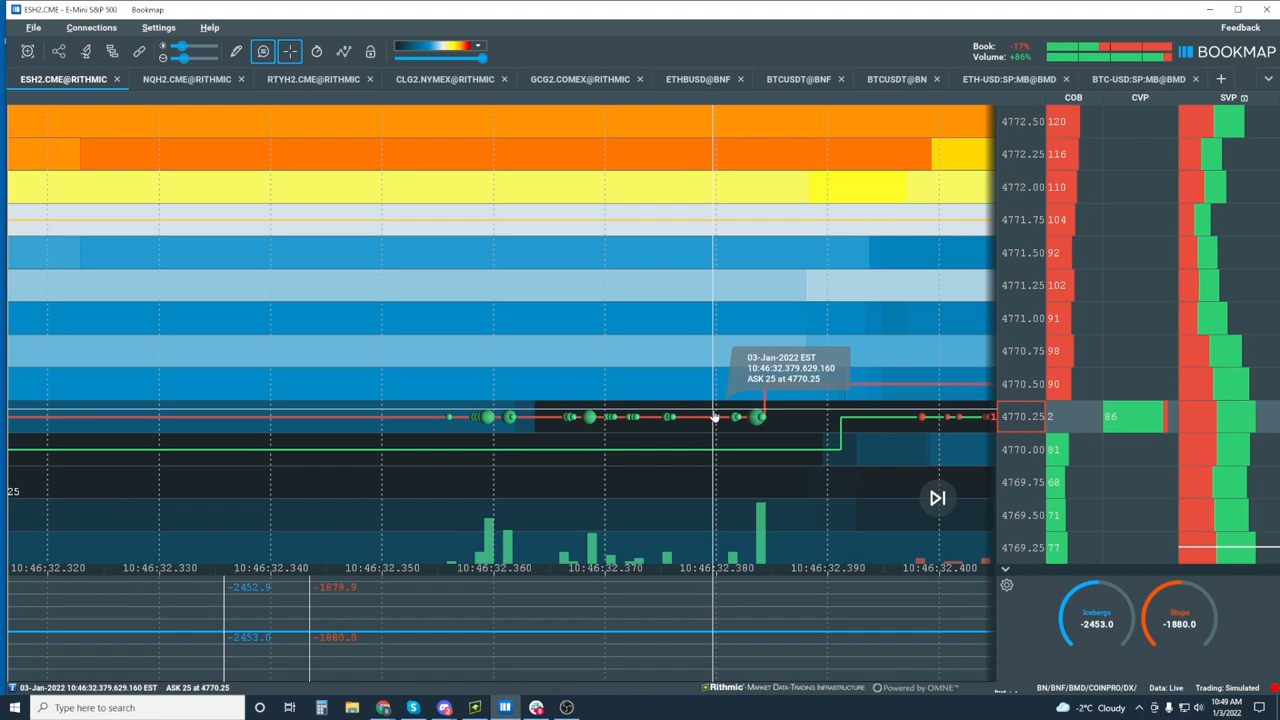 ESH2.CME - E-Mini S&P 500 Bookmap
File Connections Settings Help Feedback
Book: -17%
Volume: +86%
BOOKMAP
ESH2.CME@RITHMIC NQH2.CME@RITHMIC RTYH2.CME@RITHMIC CLG2.NYMEX@RITHMIC GCG2.COMEX@RITHMIC ETHBUSD@BNF BTCUSDT@BNF BTCUSDT@BN ETH-USD:SP:MB@BMD BTC-USD:SP:MB@BMD
COB CVP SVP
4772.50 120
4772.25 116
4772.00 110
4771.75 104
4771.50 92
4771.25 102
4771.00 91
4770.75 98
03-Jan-2022 EST
10:46:32.379.629.160
ASK 25 at 4770.25
4770.50 90
4770.25 2 86
4770.00 81
4769.75 68
25
4769.50 71
4769.25 77
10:46:32.320 10:46:32.330 10:46:32.340 10:46:32.350 10:46:32.360 10:46:32.370 10:46:32.380 10:46:32.390 10:46:32.400
-2452.9 -1879.9
Icebergs
-2453.0
Stops
-1880.0
-2453.0 -1880.0
03-Jan-2022 10:46:32.379.629.160 EST ASK 25 at 4770.25
Rithmic - Market Data-Trading Infrastructure Powered by OMNE™
BN/BNF/BMD/COINPRO/DX/ Data: Live Trading: Simulated
Type here to search
-2°C Cloudy
10:49 AM
1/3/2022